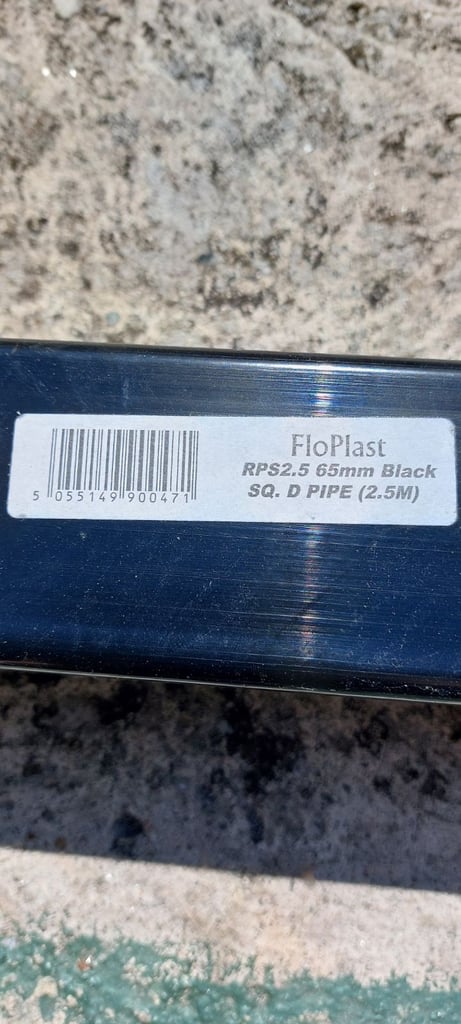 FloPlast
RPS2.5 65mm Black
SQ. D PIPE (2.5M)
5 055149 900471